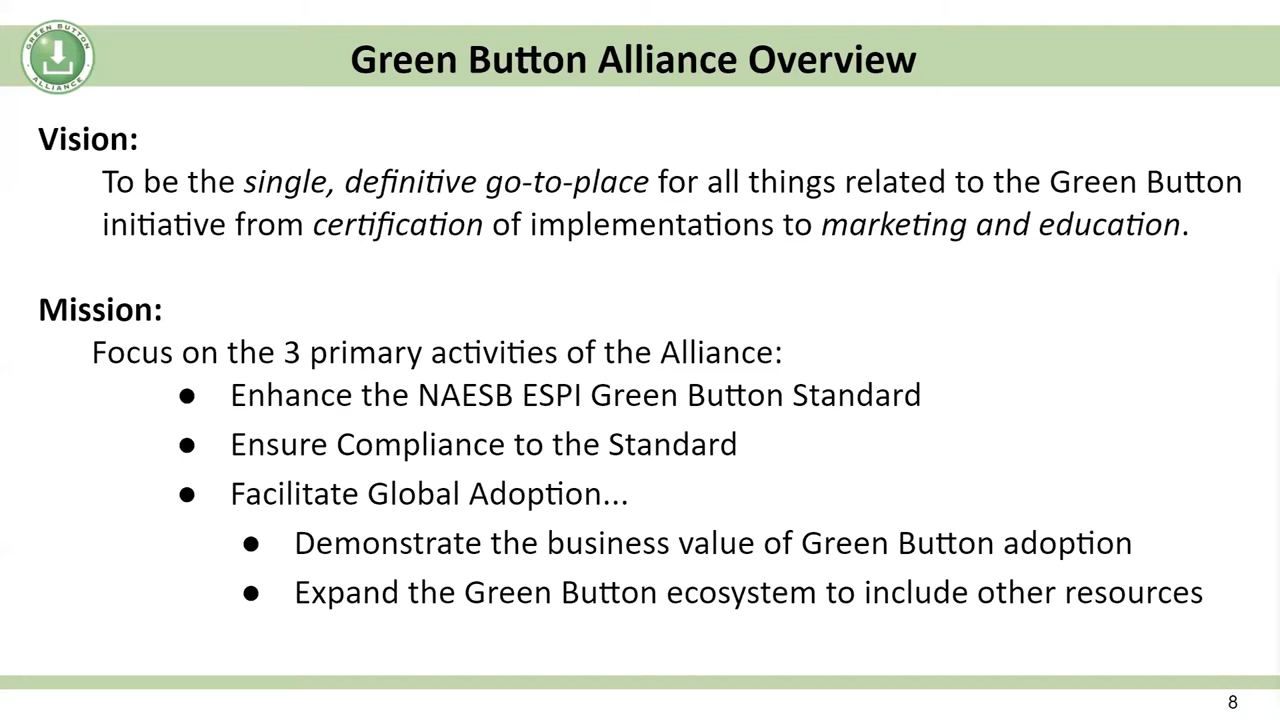 GREEN BUTTON
ALLIANCE
Green Button Alliance Overview
Vision:
To be the single, definitive go-to-place for all things related to the Green Button
initiative from certification of implementations to marketing and education.
Mission:
Focus on the 3 primary activities of the Alliance:
● Enhance the NAESB ESPI Green Button Standard
● Ensure Compliance to the Standard
● Facilitate Global Adoption...
● Demonstrate the business value of Green Button adoption
● Expand the Green Button ecosystem to include other resources
8